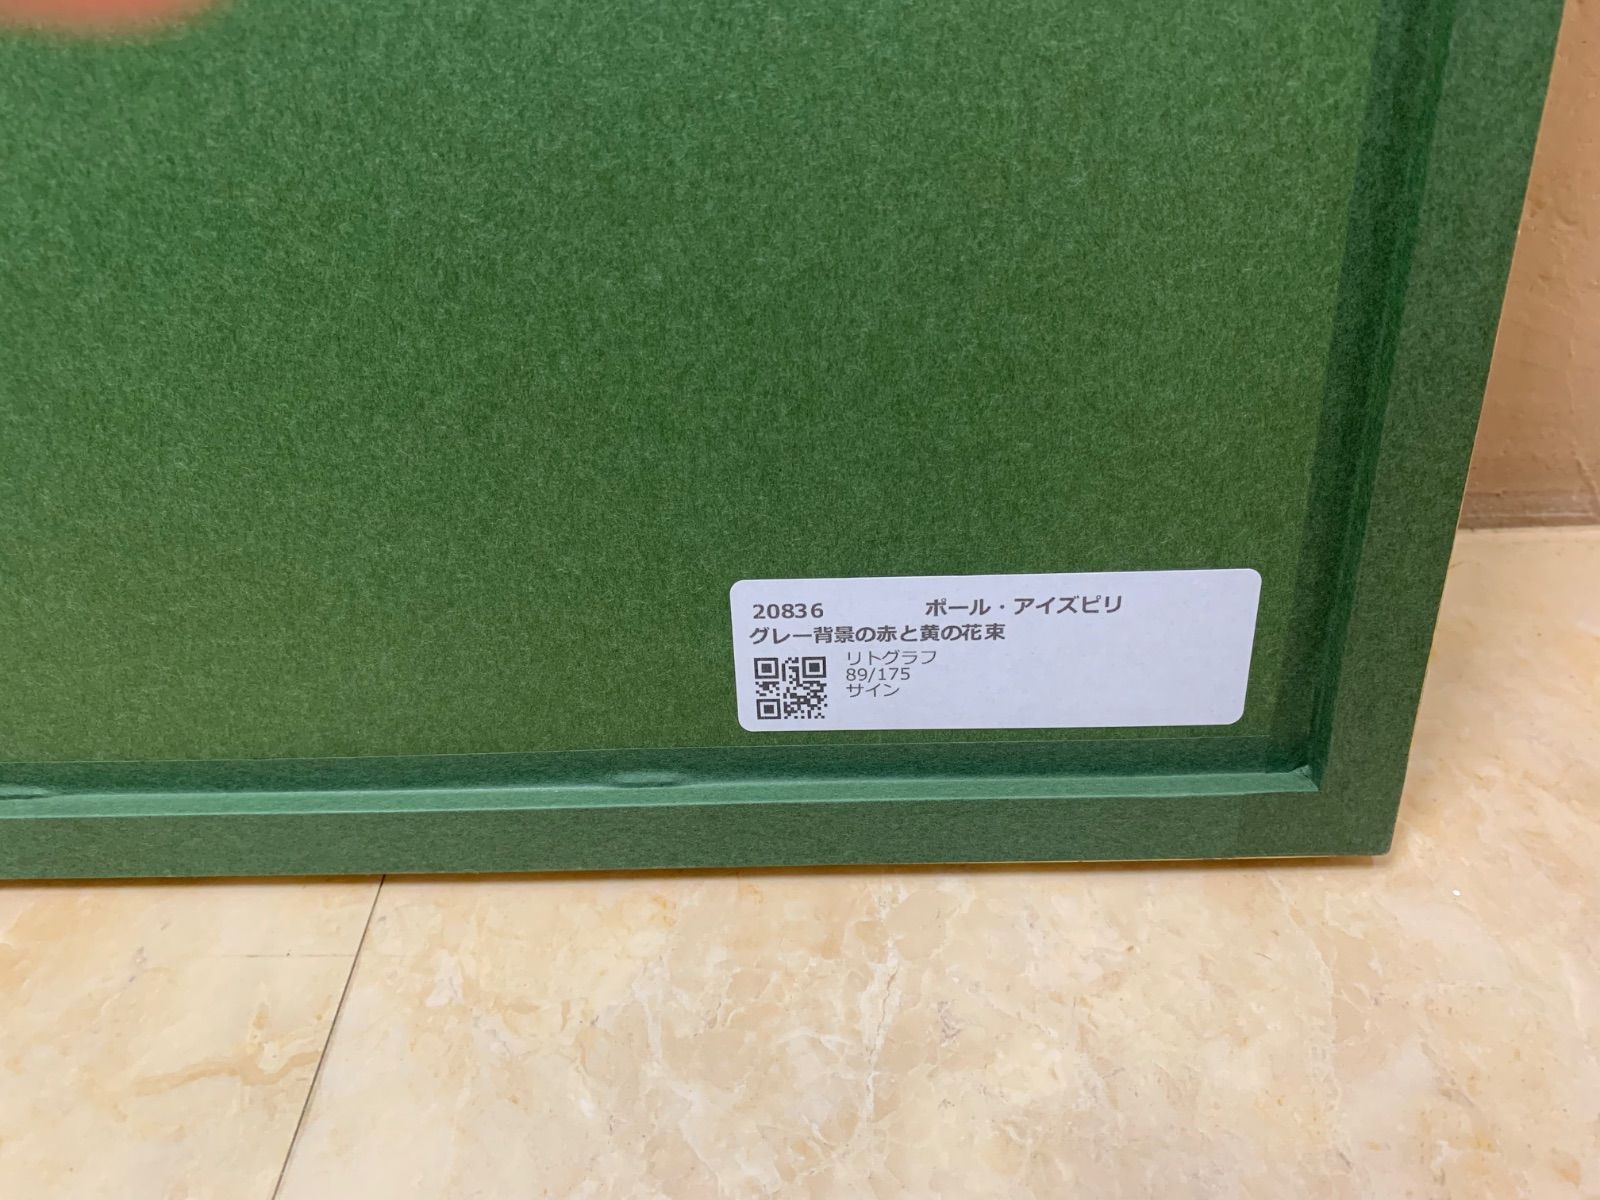 20836 ポール・アイズピリ
グレー背景の赤と黄の花束
リトグラフ
89/175
サイン